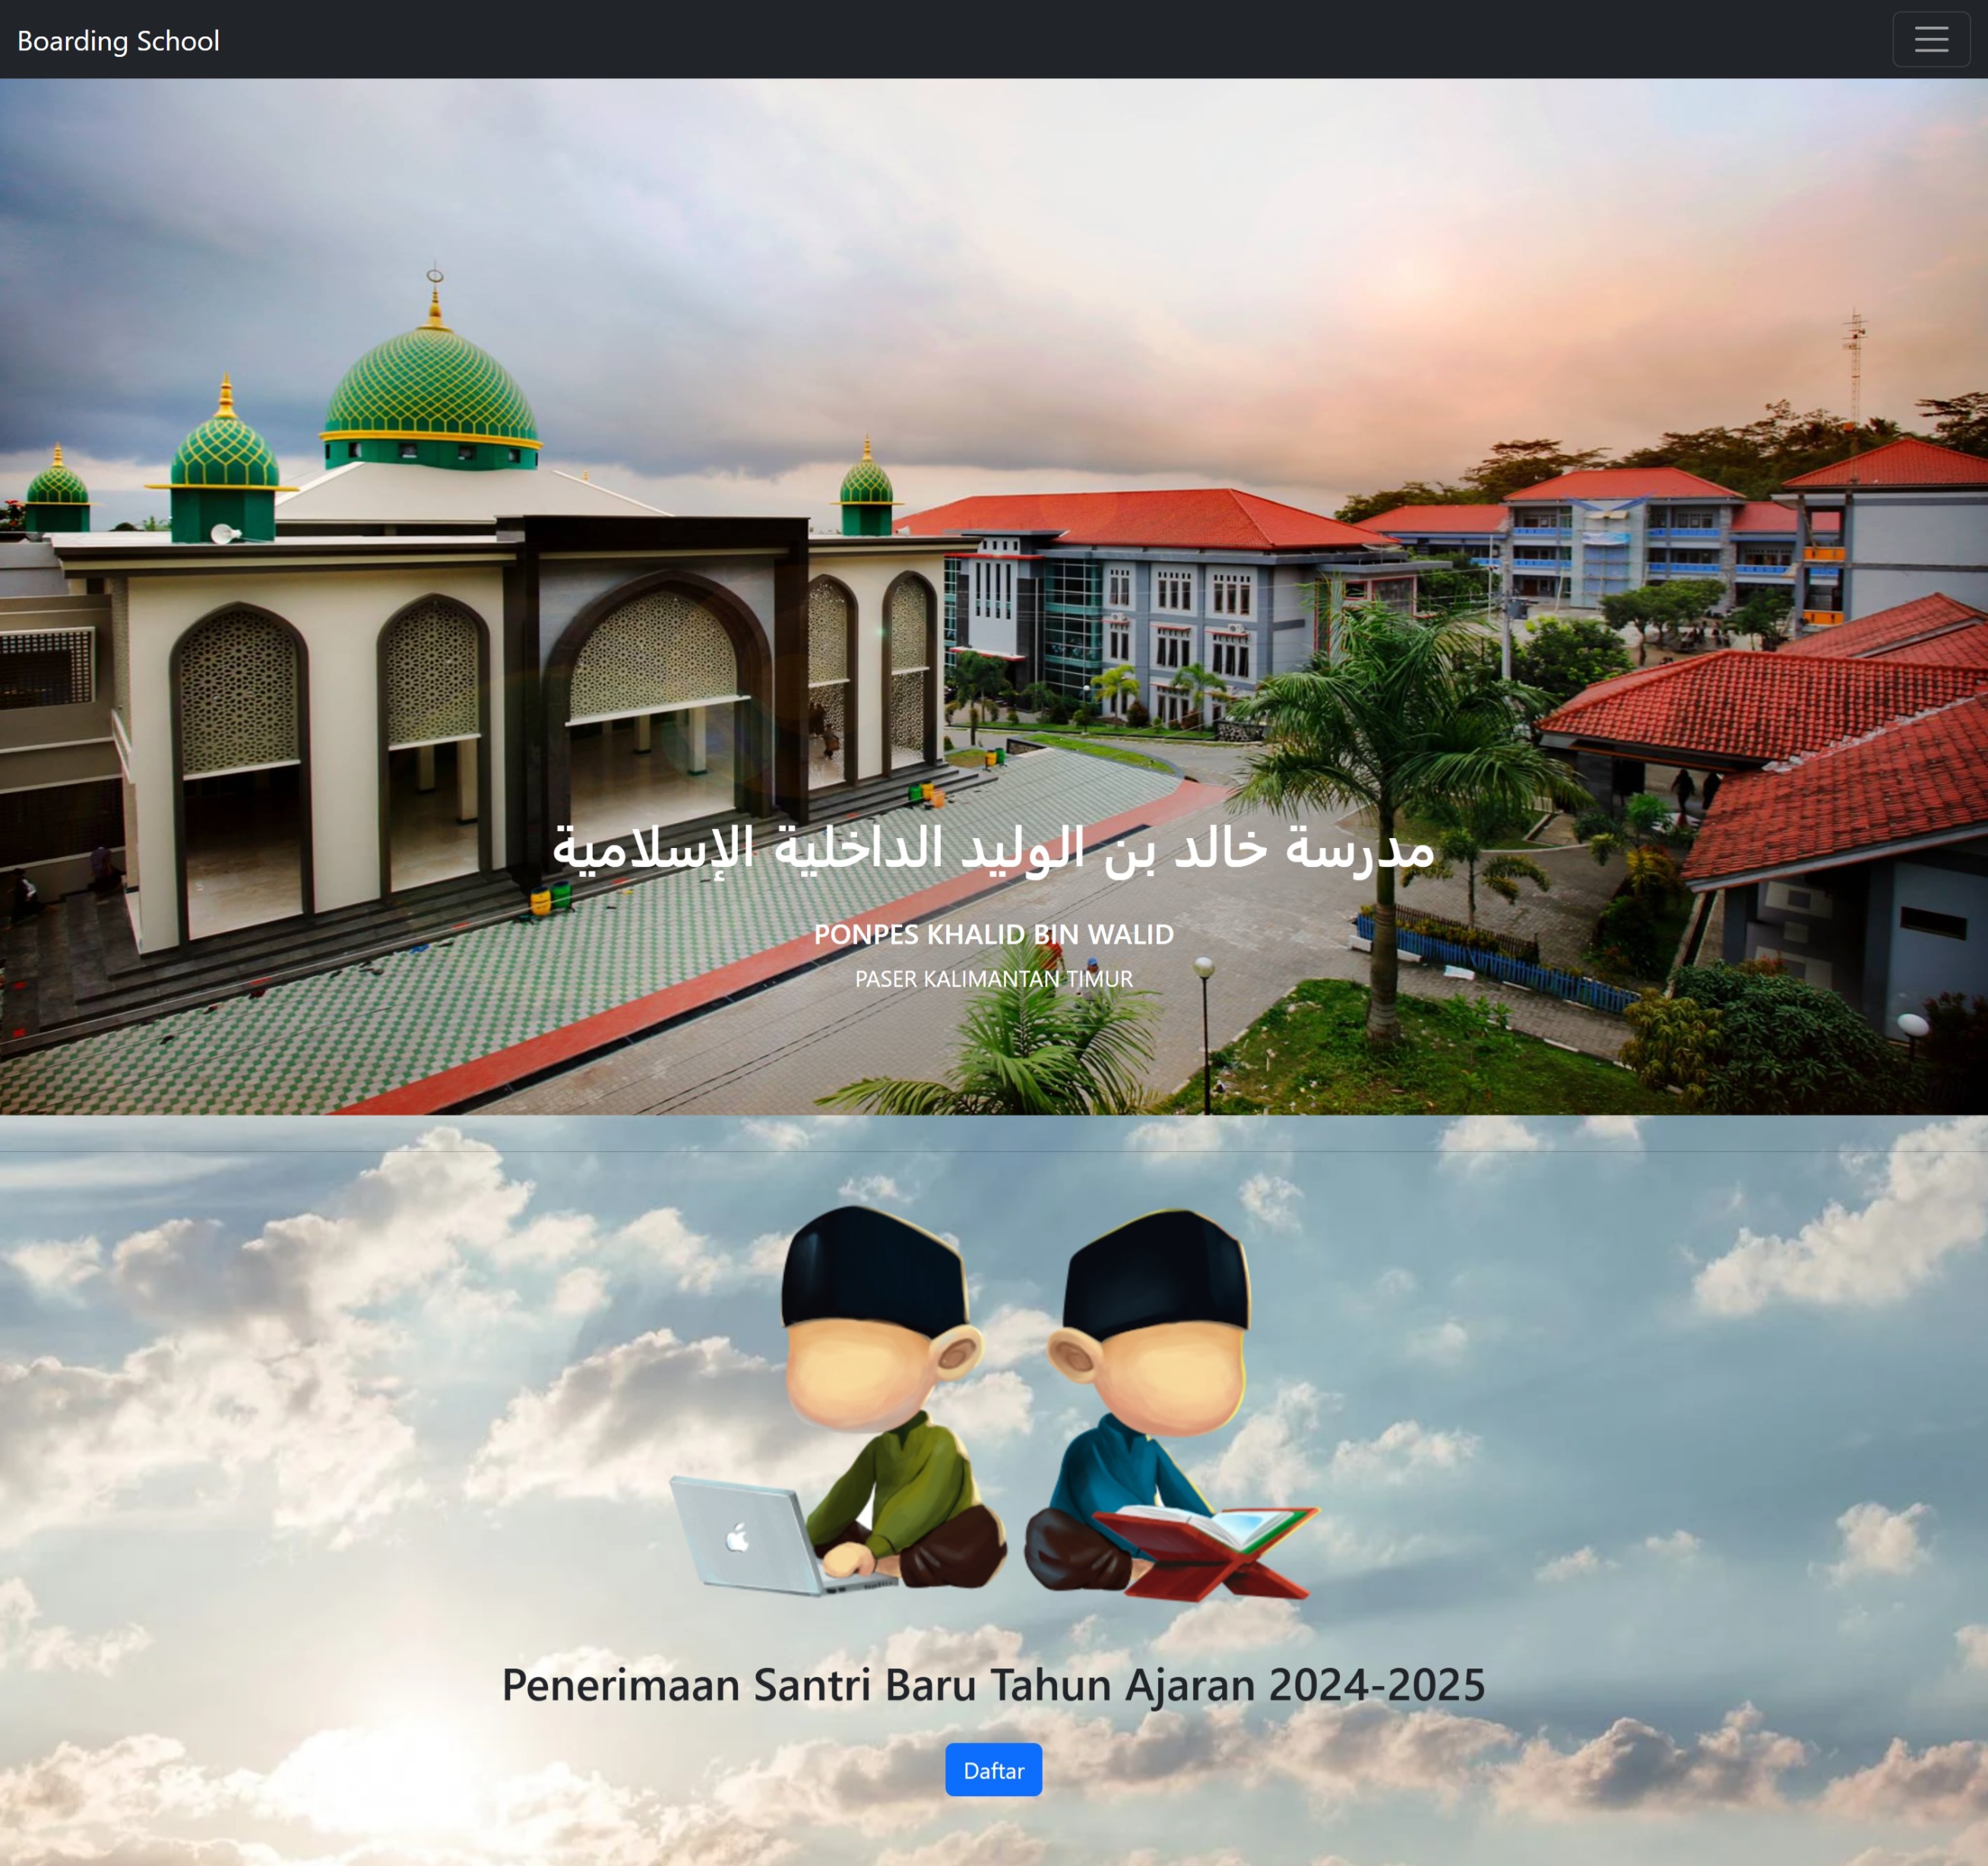 Boarding School
مدرسة خالد بن الوليد الداخلية الإسلامية
PONPES KHALID BIN WALID
PASER KALIMANTAN TIMUR
Penerimaan Santri Baru Tahun Ajaran 2024-2025
Daftar